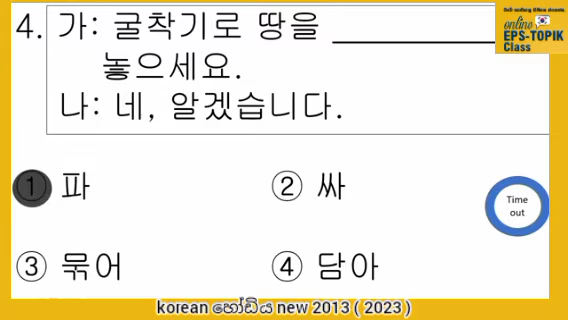 4. 가: 굴착기로 땅을 ____________
놓으세요.
나: 네, 알겠습니다.
① 파
② 싸
③ 묶어
④ 담아
Time
out
online
EPS-TOPIK
Class
korean හෝඩිය new 2013 ( 2023 )